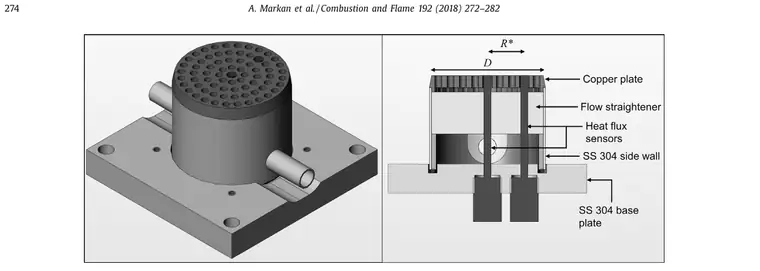 274
A. Markan et al. / Combustion and Flame 192 (2018) 272–282
R*
D
Copper plate
Flow straightener
Heat flux
sensors
SS 304 side wall
SS 304 base
plate